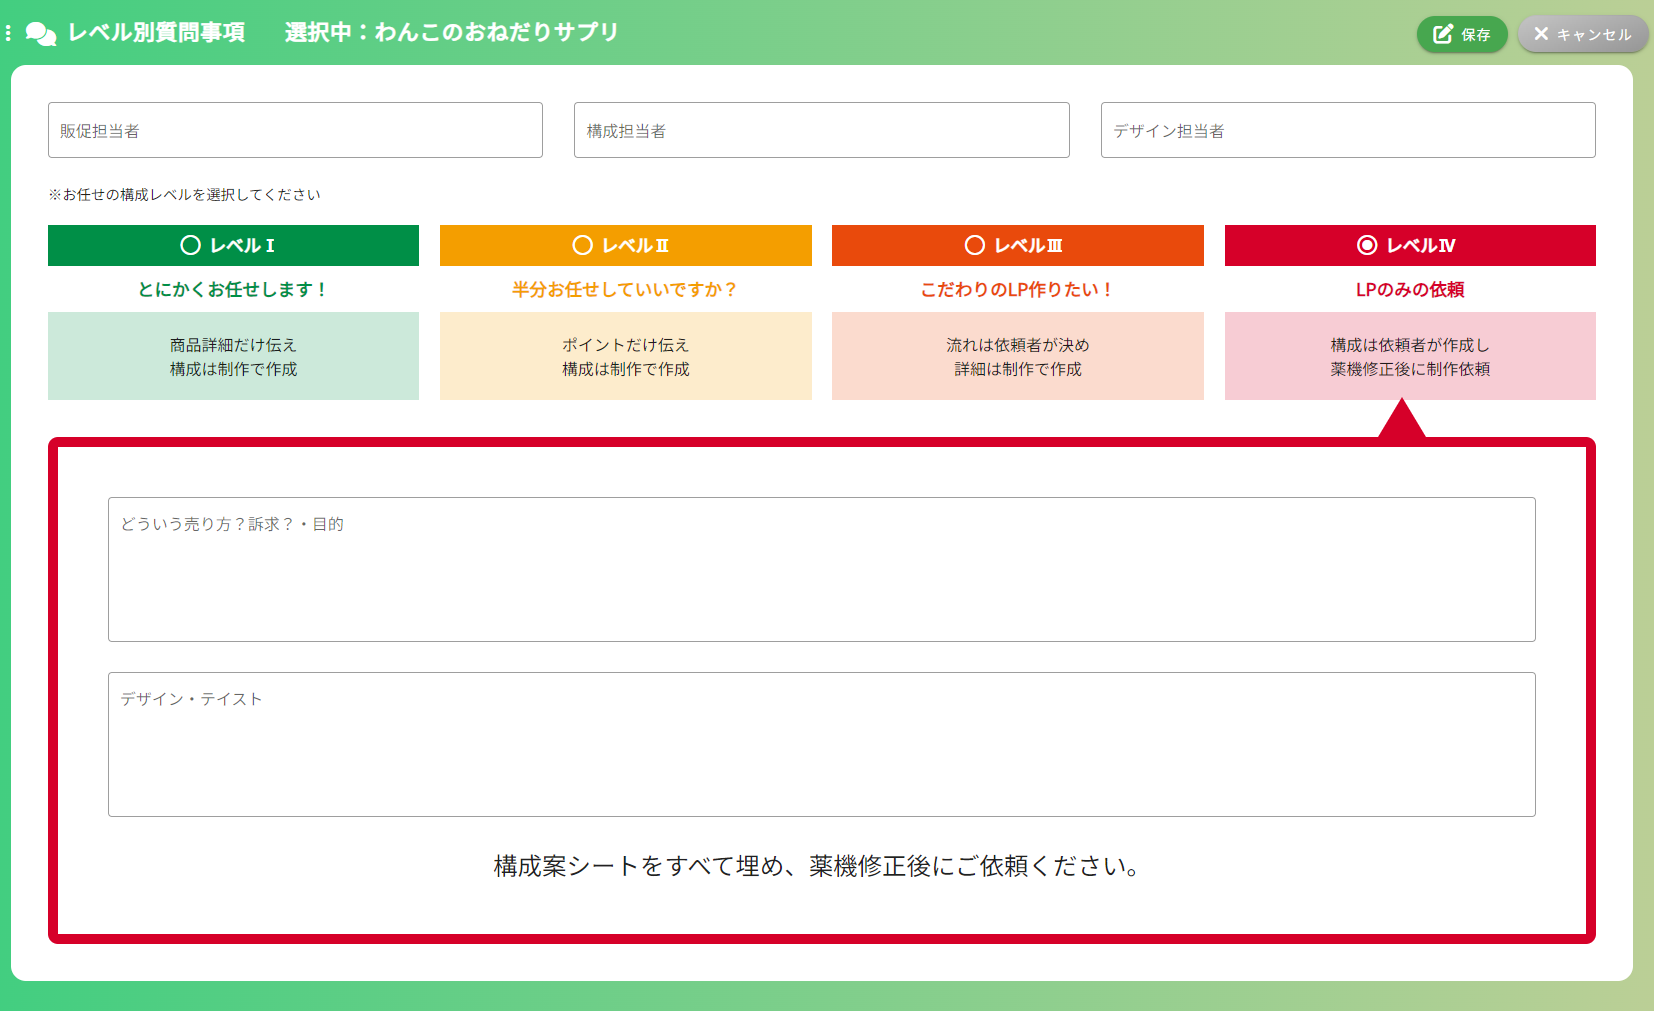 レベル別質問事項 選択中：わんこのおねだりサプリ
保存
キャンセル
販促担当者
構成担当者
デザイン担当者
※お任せの構成レベルを選択してください
レベルⅠ
レベルⅡ
レベルⅢ
レベルⅣ
とにかくお任せします！
半分お任せしていいですか？
こだわりのLP作りたい！
LPのみの依頼
商品詳細だけ伝え
構成は制作で作成
ポイントだけ伝え
構成は制作で作成
流れは依頼者が決め
詳細は制作で作成
構成は依頼者が作成し
薬機修正後に制作依頼
どういう売り方？訴求？・目的
デザイン・テイスト
構成案シートをすべて埋め、薬機修正後にご依頼ください。